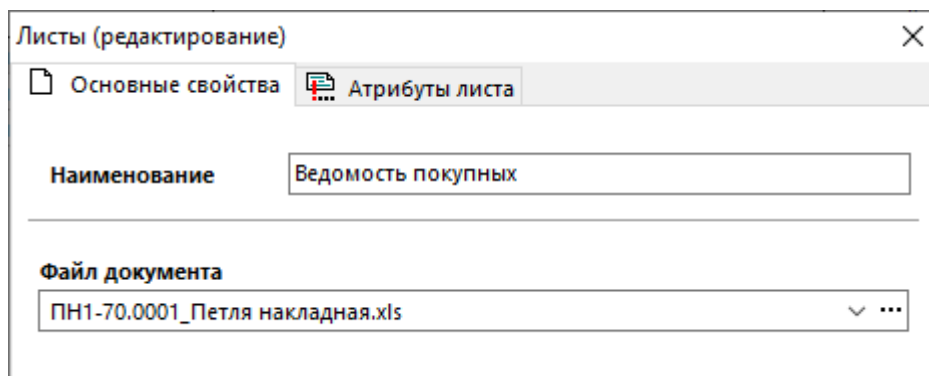 Листы (редактирование)
Основные свойства
Атрибуты листа
Наименование
Ведомость покупных
Файл документа
ПН1-70.0001_Петля накладная.xls